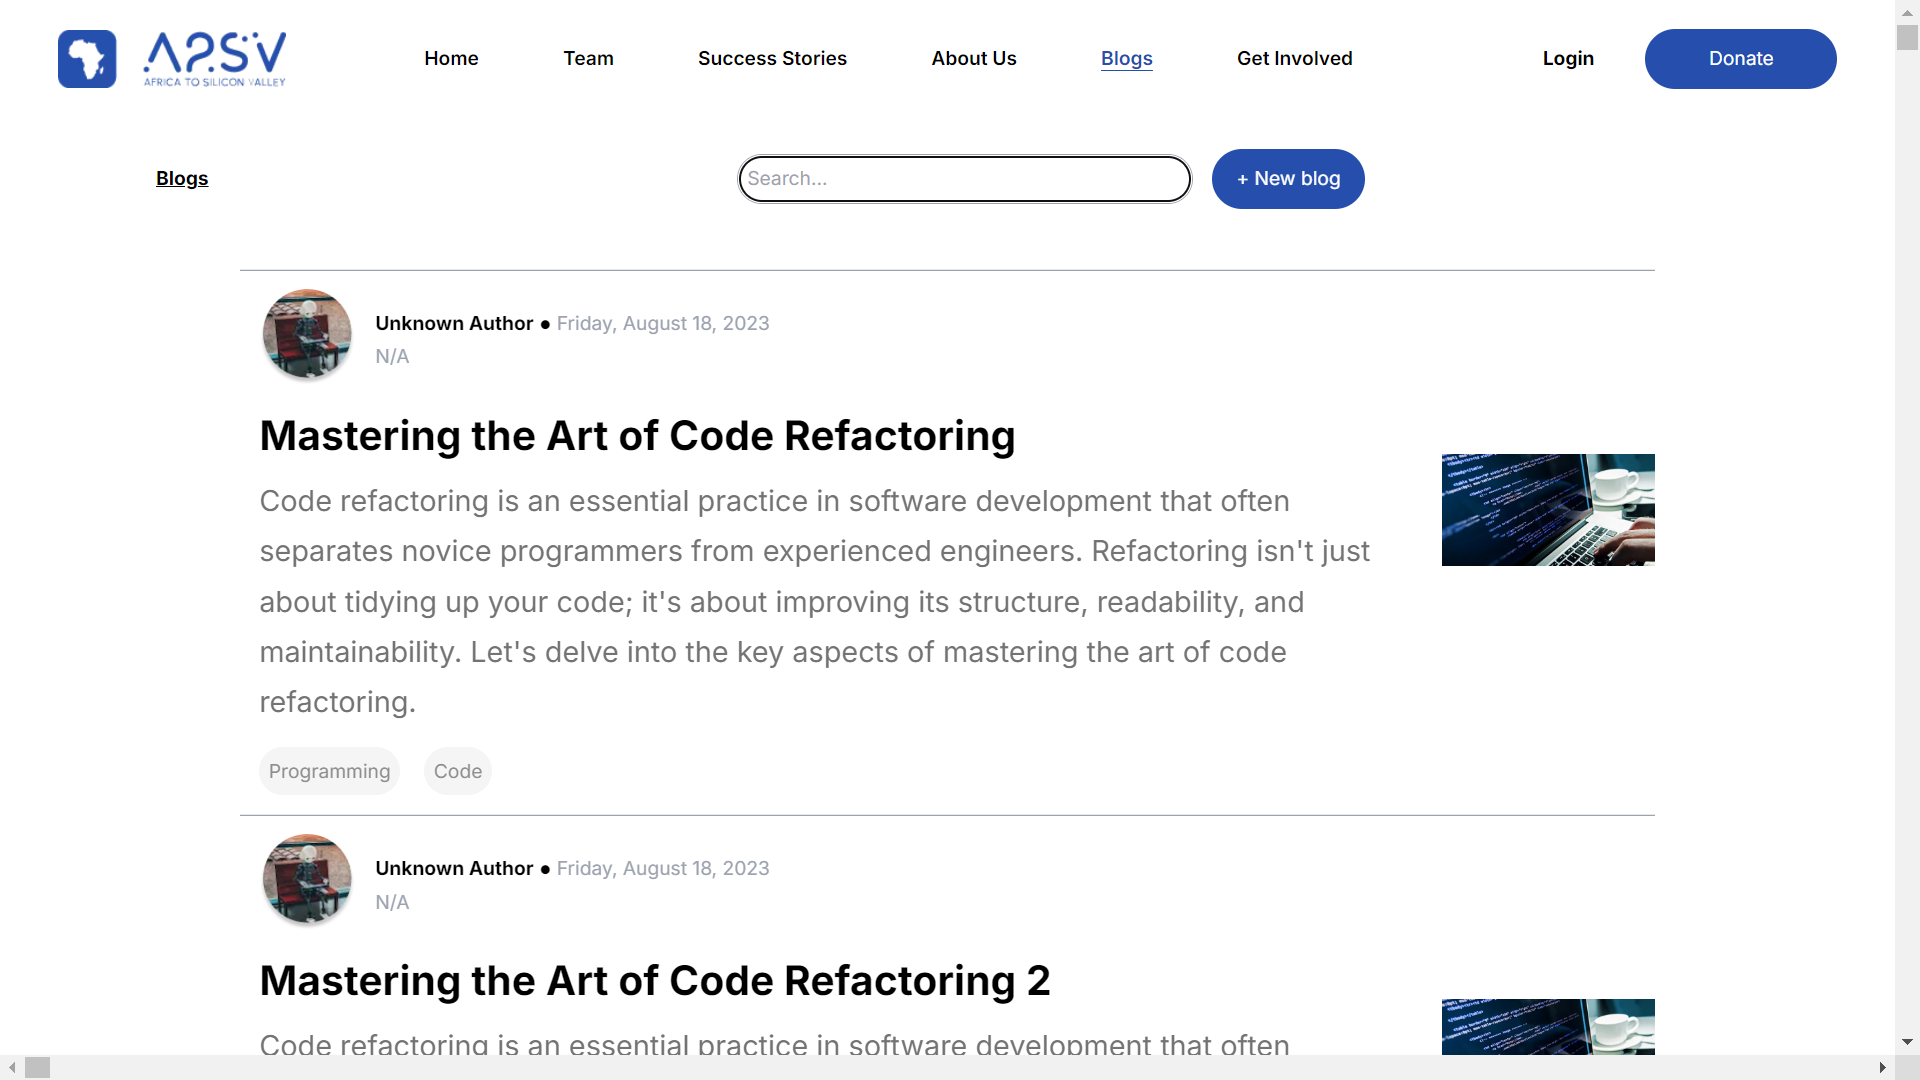 A2SV
AFRICA TO SILICON VALLEY
Home
Team
Success Stories
About Us
Blogs
Get Involved
Login
Donate
Blogs
Search...
+ New blog
Unknown Author ● Friday, August 18, 2023
N/A
Mastering the Art of Code Refactoring
Code refactoring is an essential practice in software development that often
separates novice programmers from experienced engineers. Refactoring isn't just
about tidying up your code; it's about improving its structure, readability, and
maintainability. Let's delve into the key aspects of mastering the art of code
refactoring.
Programming
Code
Unknown Author ● Friday, August 18, 2023
N/A
Mastering the Art of Code Refactoring 2
Code refactoring is an essential practice in software development that often